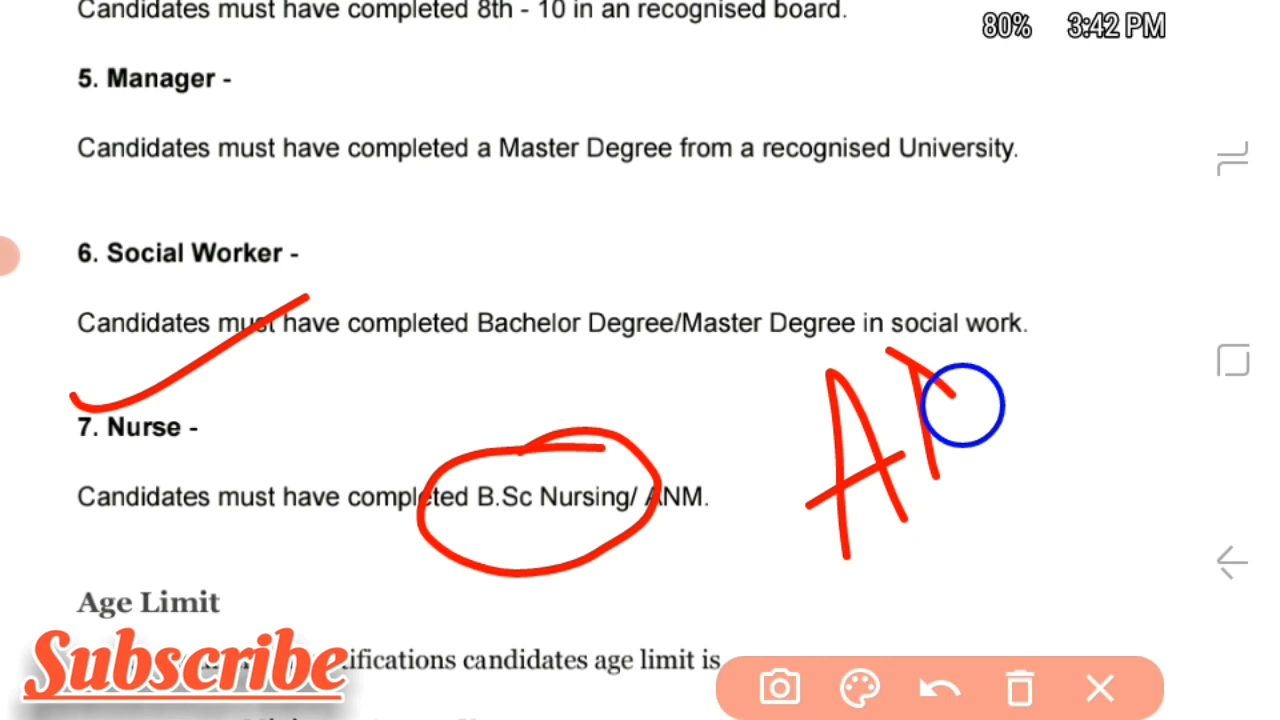 Candidates must have completed 8th - 10 in an recognised board.
80% 3:42 PM
5. Manager -
Candidates must have completed a Master Degree from a recognised University.
6. Social Worker -
Candidates must have completed Bachelor Degree/Master Degree in social work.
7. Nurse -
Candidates must have completed B.Sc Nursing/ ANM.
A
Age Limit
Subscribe
candidates age limit is